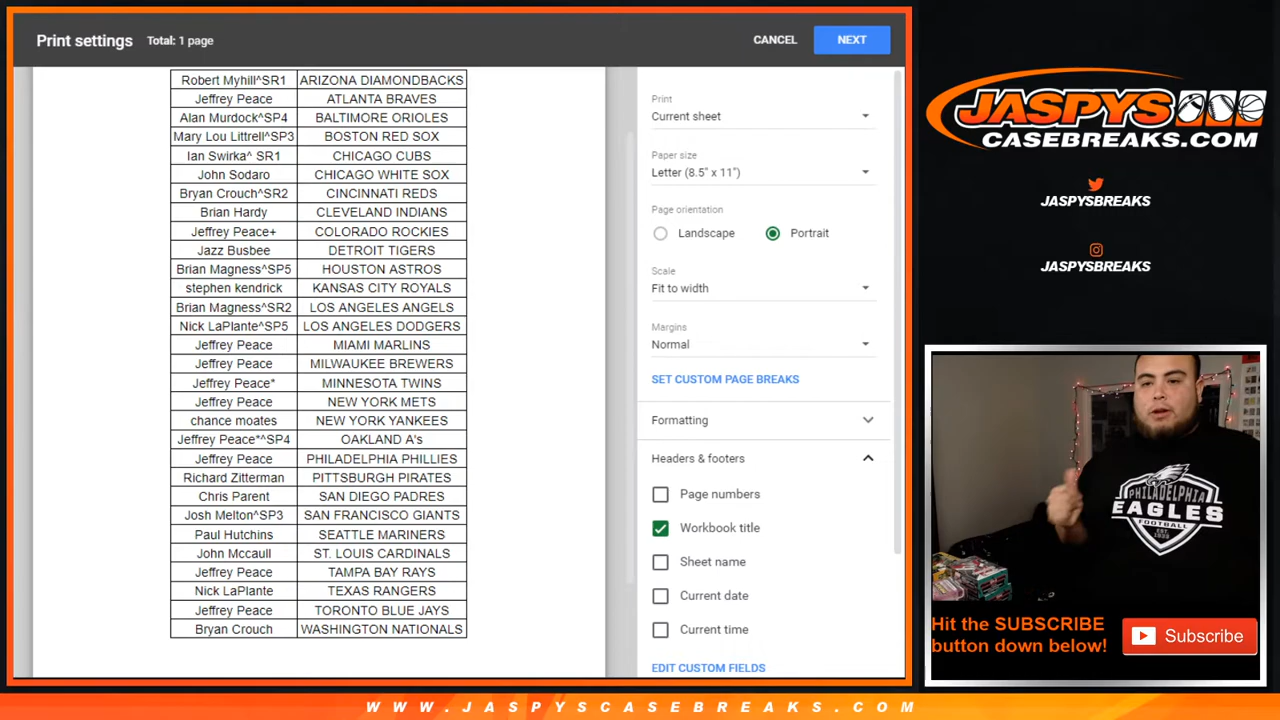 Print settings Total: 1 page CANCEL NEXT
Robert Myhill^SR1 ARIZONA DIAMONDBACKS
Jeffrey Peace ATLANTA BRAVES
Alan Murdock^SP4 BALTIMORE ORIOLES
Mary Lou Littrell^SP3 BOSTON RED SOX
Ian Swirka^ SR1 CHICAGO CUBS
John Sodaro CHICAGO WHITE SOX
Bryan Crouch^SR2 CINCINNATI REDS
Brian Hardy CLEVELAND INDIANS
Jeffrey Peace+ COLORADO ROCKIES
Jazz Busbee DETROIT TIGERS
Brian Magness^SP5 HOUSTON ASTROS
stephen kendrick KANSAS CITY ROYALS
Brian Magness^SR2 LOS ANGELES ANGELS
Nick LaPlante^SP5 LOS ANGELES DODGERS
Jeffrey Peace MIAMI MARLINS
Jeffrey Peace MILWAUKEE BREWERS
Jeffrey Peace* MINNESOTA TWINS
Jeffrey Peace NEW YORK METS
chance moates NEW YORK YANKEES
Jeffrey Peace*^SP4 OAKLAND A's
Jeffrey Peace PHILADELPHIA PHILLIES
Richard Zitterman PITTSBURGH PIRATES
Chris Parent SAN DIEGO PADRES
Josh Melton^SP3 SAN FRANCISCO GIANTS
Paul Hutchins SEATTLE MARINERS
John Mccaull ST. LOUIS CARDINALS
Jeffrey Peace TAMPA BAY RAYS
Nick LaPlante TEXAS RANGERS
Jeffrey Peace TORONTO BLUE JAYS
Bryan Crouch WASHINGTON NATIONALS
Print
Current sheet
Paper size
Letter (8.5" x 11")
Page orientation
Landscape Portrait
Scale
Fit to width
Margins
Normal
SET CUSTOM PAGE BREAKS
Formatting
Headers & footers
Page numbers
Workbook title
Sheet name
Current date
Current time
EDIT CUSTOM FIELDS
JASPYS
CASEBREAKS.COM
JASPYSBREAKS
JASPYSBREAKS
PHILADELPHIA
EAGLES
FOOTBALL
Hit the SUBSCRIBE
button down below!
Subscribe
WWW.JASPYSCASEBREAKS.COM